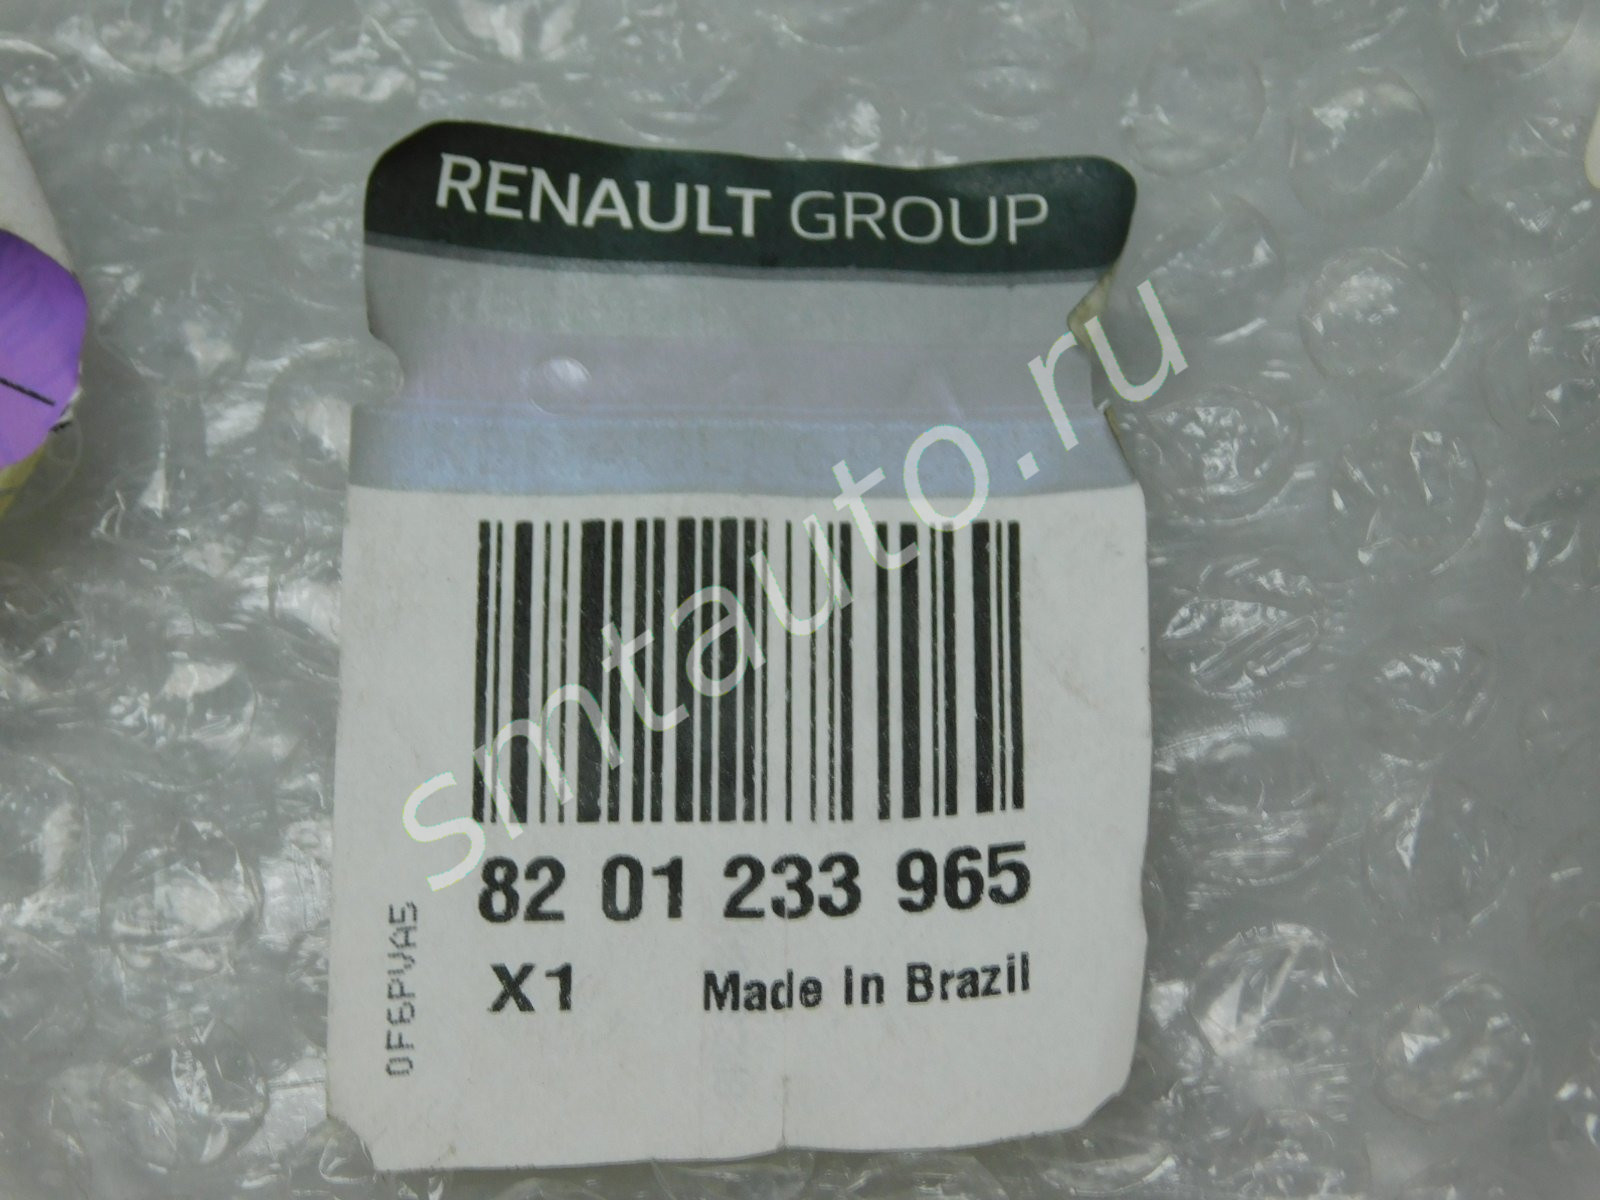 RENAULT GROUP
82 01 233 965
X1 Made In Brazil
0F6PVA5
smtauto.ru